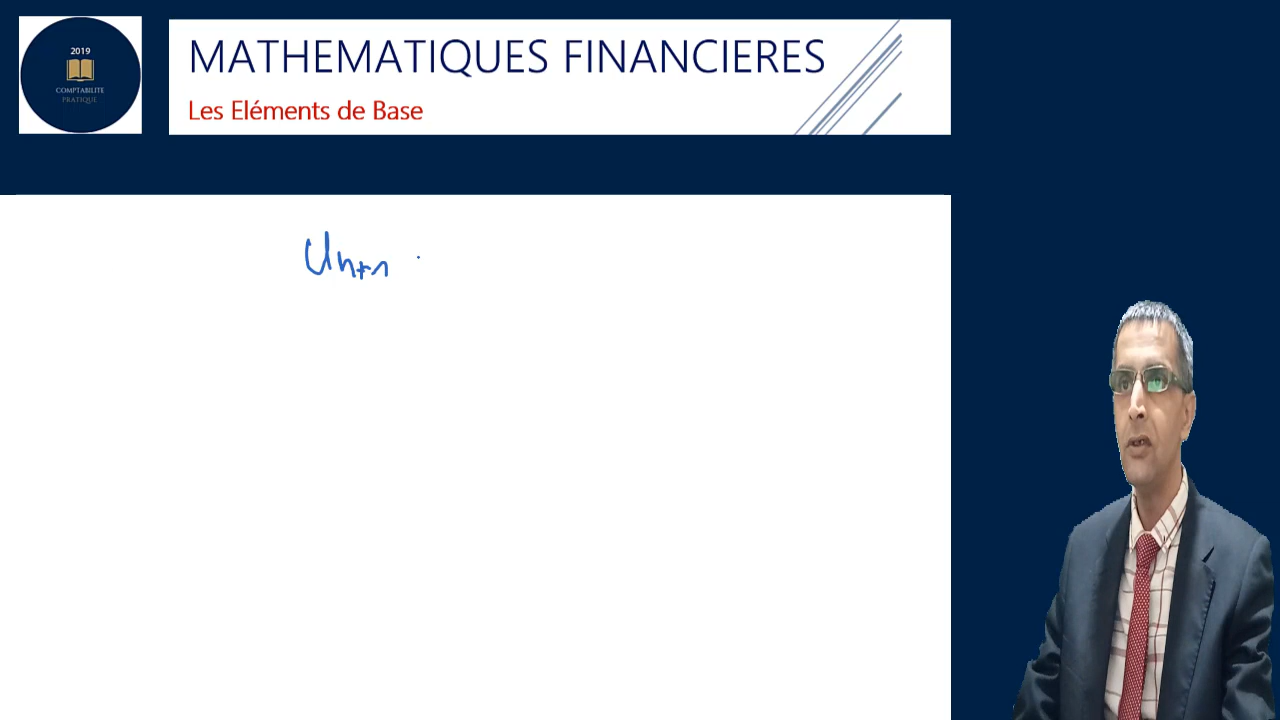 2019
COMPTABILITE
PRATIQUE
MATHEMATIQUES FINANCIERES
Les Eléments de Base
Un+1